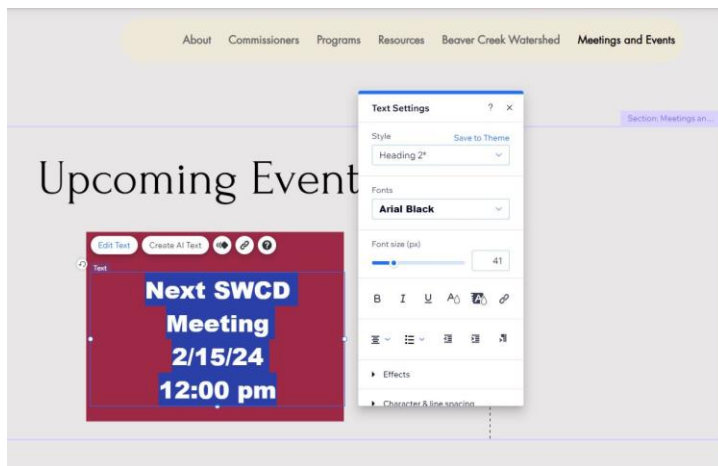 About Commissioners Programs Resources Beaver Creek Watershed Meetings and Events
Section: Meetings an...
Upcoming Event
Edit Text Create AI Text ?
Text
Next SWCD
Meeting
2/15/24
12:00 pm
Text Settings ? ×
Style Save to Theme
Heading 2*
Fonts
Arial Black
Font size (px)
41
B I U A A
Effects
Character & line spacing